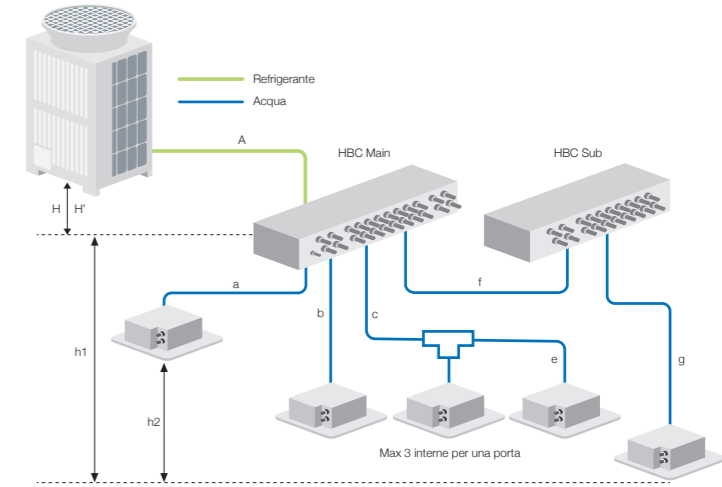 Refrigerante
Acqua
A
HBC Main
HBC Sub
H H'
a
f
b
c
h1
e
g
h2
Max 3 interne per una porta